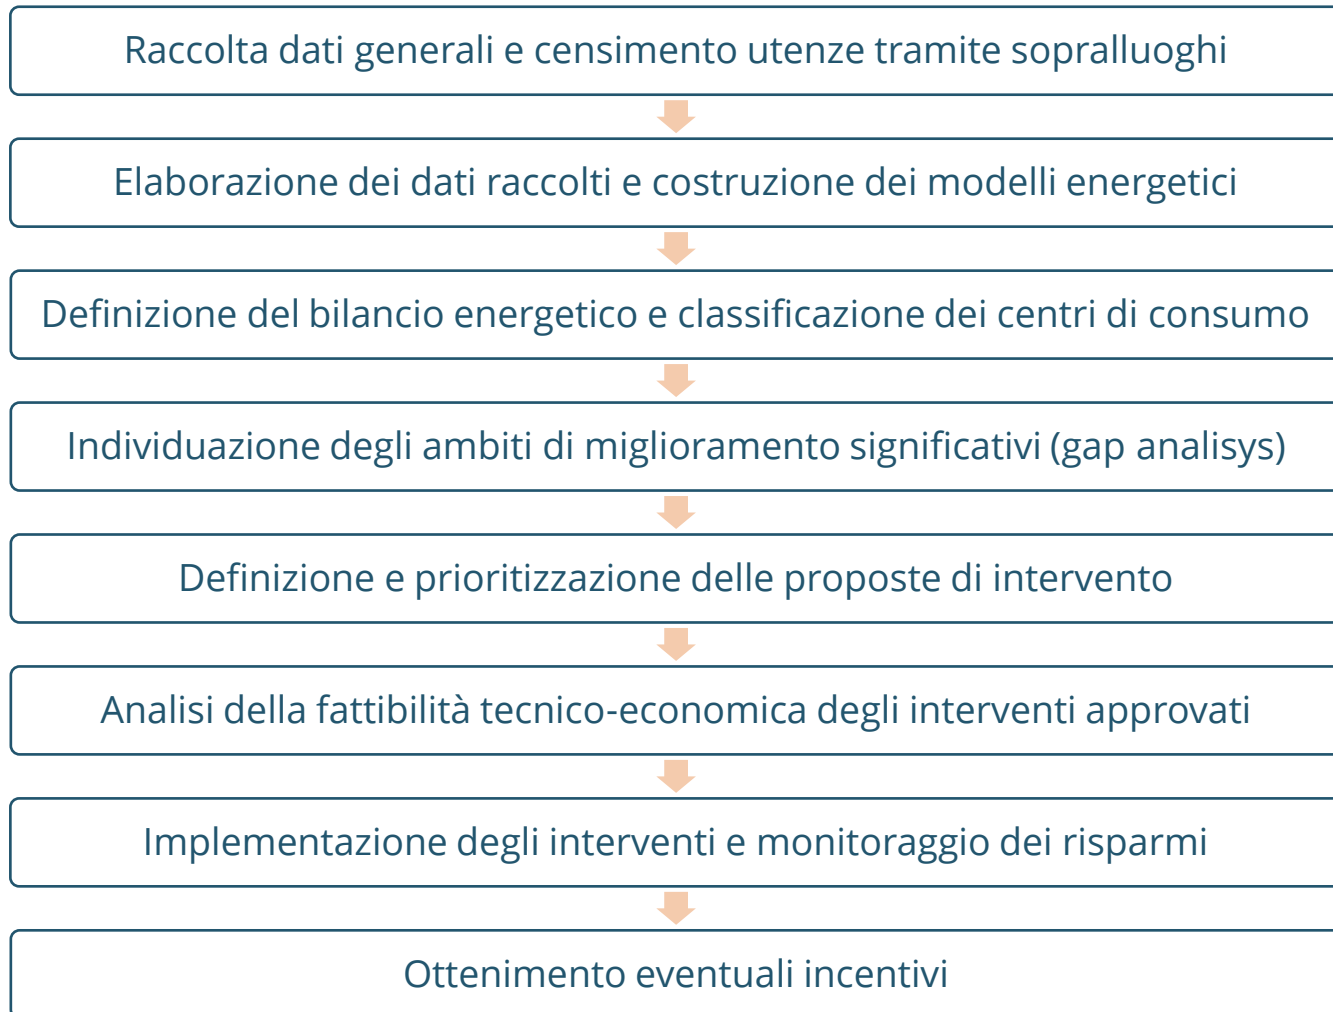 Raccolta dati generali e censimento utenze tramite sopralluoghi
Elaborazione dei dati raccolti e costruzione dei modelli energetici
Definizione del bilancio energetico e classificazione dei centri di consumo
Individuazione degli ambiti di miglioramento significativi (gap analisys)
Definizione e prioritizzazione delle proposte di intervento
Analisi della fattibilità tecnico-economica degli interventi approvati
Implementazione degli interventi e monitoraggio dei risparmi
Ottenimento eventuali incentivi